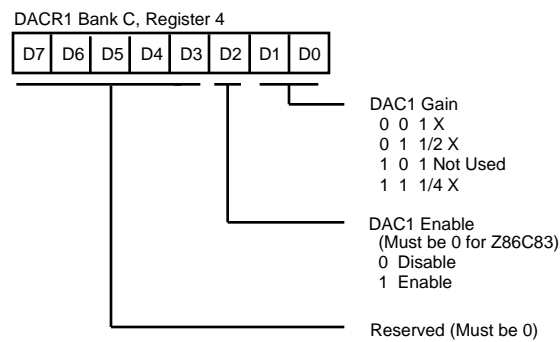 DACR1 Bank C, Register 4
D7 D6 D5 D4 D3 D2 D1 D0
DAC1 Gain
0 0 1 X
0 1 1/2 X
1 0 1 Not Used
1 1 1/4 X
DAC1 Enable
(Must be 0 for Z86C83)
0 Disable
1 Enable
Reserved (Must be 0)